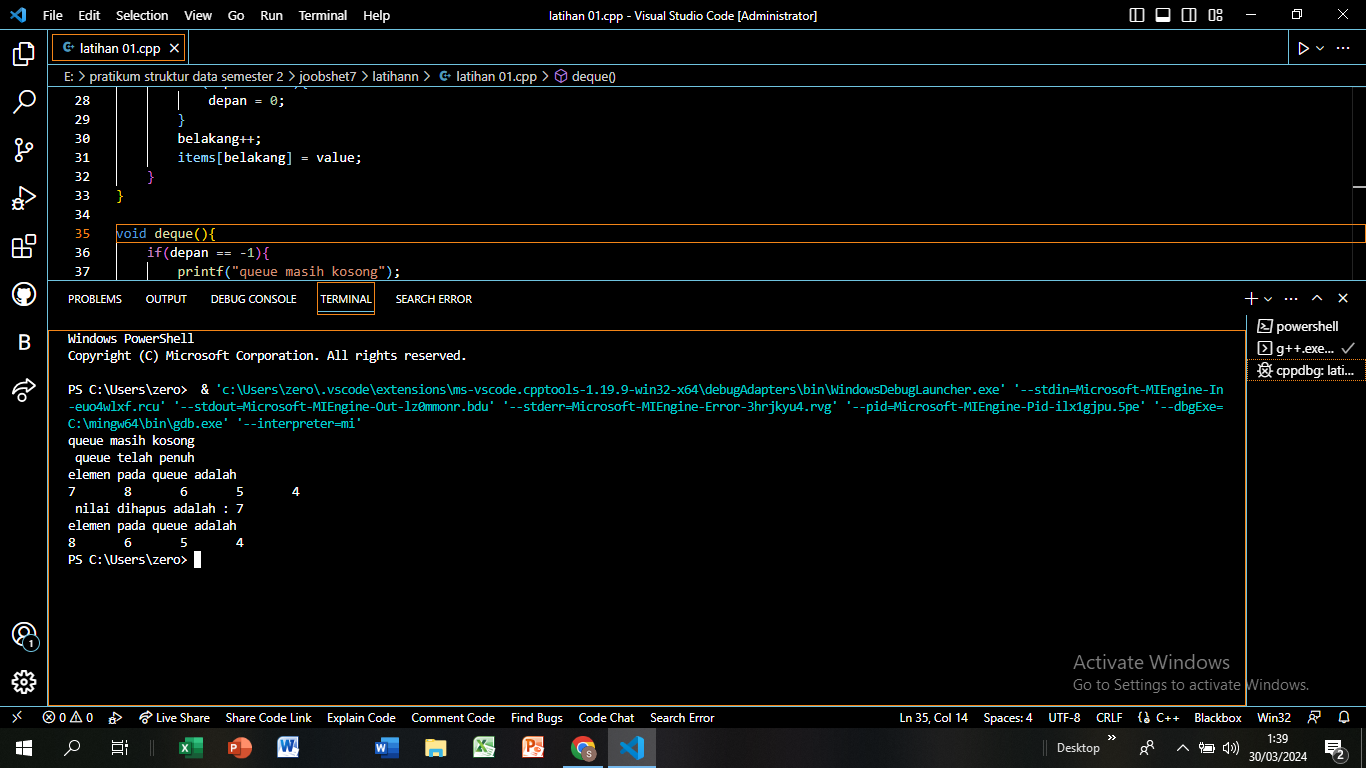 File Edit Selection View Go Run Terminal Help latihan 01.cpp - Visual Studio Code [Administrator]
latihan 01.cpp
E: > pratikum struktur data semester 2 > joobshet7 > latihann > latihan 01.cpp > deque()
28 depan = 0;
29 }
30 belakang++;
31 items[belakang] = value;
32 }
33 }
34
35 void deque(){
36 if(depan == -1){
37 printf("queue masih kosong");
PROBLEMS OUTPUT DEBUG CONSOLE TERMINAL SEARCH ERROR
powershell
g++.exe...
cppdbg: lati...
Windows PowerShell
Copyright (C) Microsoft Corporation. All rights reserved.
PS C:\Users\zero> & 'c:\Users\zero\.vscode\extensions\ms-vscode.cpptools-1.19.9-win32-x64\debugAdapters\bin\WindowsDebugLauncher.exe' '--stdin=Microsoft-MIEngine-In
-euo4wlxf.rcu' '--stdout=Microsoft-MIEngine-Out-lz0mmonr.bdu' '--stderr=Microsoft-MIEngine-Error-3hrjkyu4.rvg' '--pid=Microsoft-MIEngine-Pid-ilx1gjpu.5pe' '--dbgExe=
C:\mingw64\bin\gdb.exe' '--interpreter=mi'
queue masih kosong
queue telah penuh
elemen pada queue adalah
7 8 6 5 4
nilai dihapus adalah : 7
elemen pada queue adalah
8 6 5 4
PS C:\Users\zero>
Activate Windows
Go to Settings to activate Windows.
1
0 0 Live Share Share Code Link Explain Code Comment Code Find Bugs Code Chat Search Error Ln 35, Col 14 Spaces: 4 UTF-8 CRLF {} C++ Blackbox Win32
Desktop
1:39
30/03/2024
2